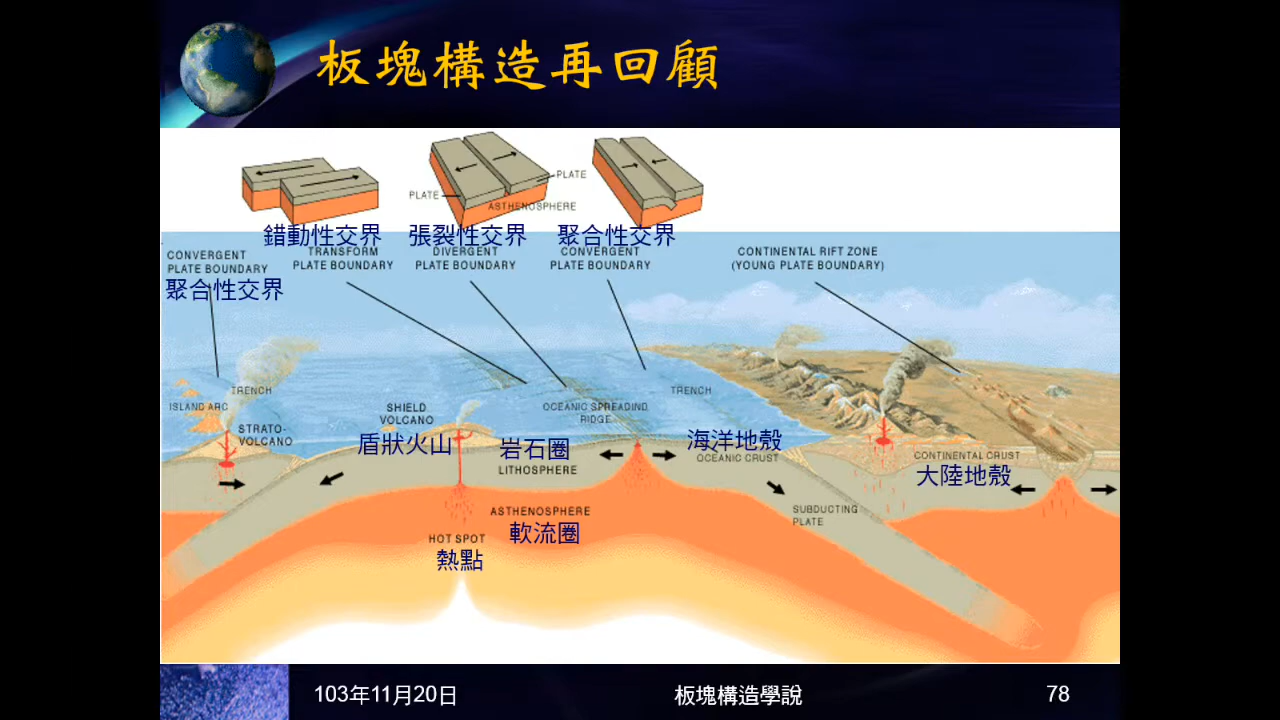 板塊構造再回顧
PLATE
PLATE
ASTHENOSPHERE
錯動性交界
張裂性交界
聚合性交界
CONVERGENT
PLATE BOUNDARY
聚合性交界
TRANSFORM
PLATE BOUNDARY
DIVERGENT
PLATE BOUNDARY
CONVERGENT
PLATE BOUNDARY
CONTINENTAL RIFT ZONE
(YOUNG PLATE BOUNDARY)
TRENCH
ISLAND ARC
STRATO-
VOLCANO
SHIELD
VOLCANO
盾狀火山
OCEANIC SPREADING
RIDGE
TRENCH
岩石圈
LITHOSPHERE
海洋地殼
OCEANIC CRUST
CONTINENTAL CRUST
大陸地殼
ASTHENOSPHERE
軟流圈
SUBDUCTING
PLATE
HOT SPOT
熱點
103年11月20日
板塊構造學說
78